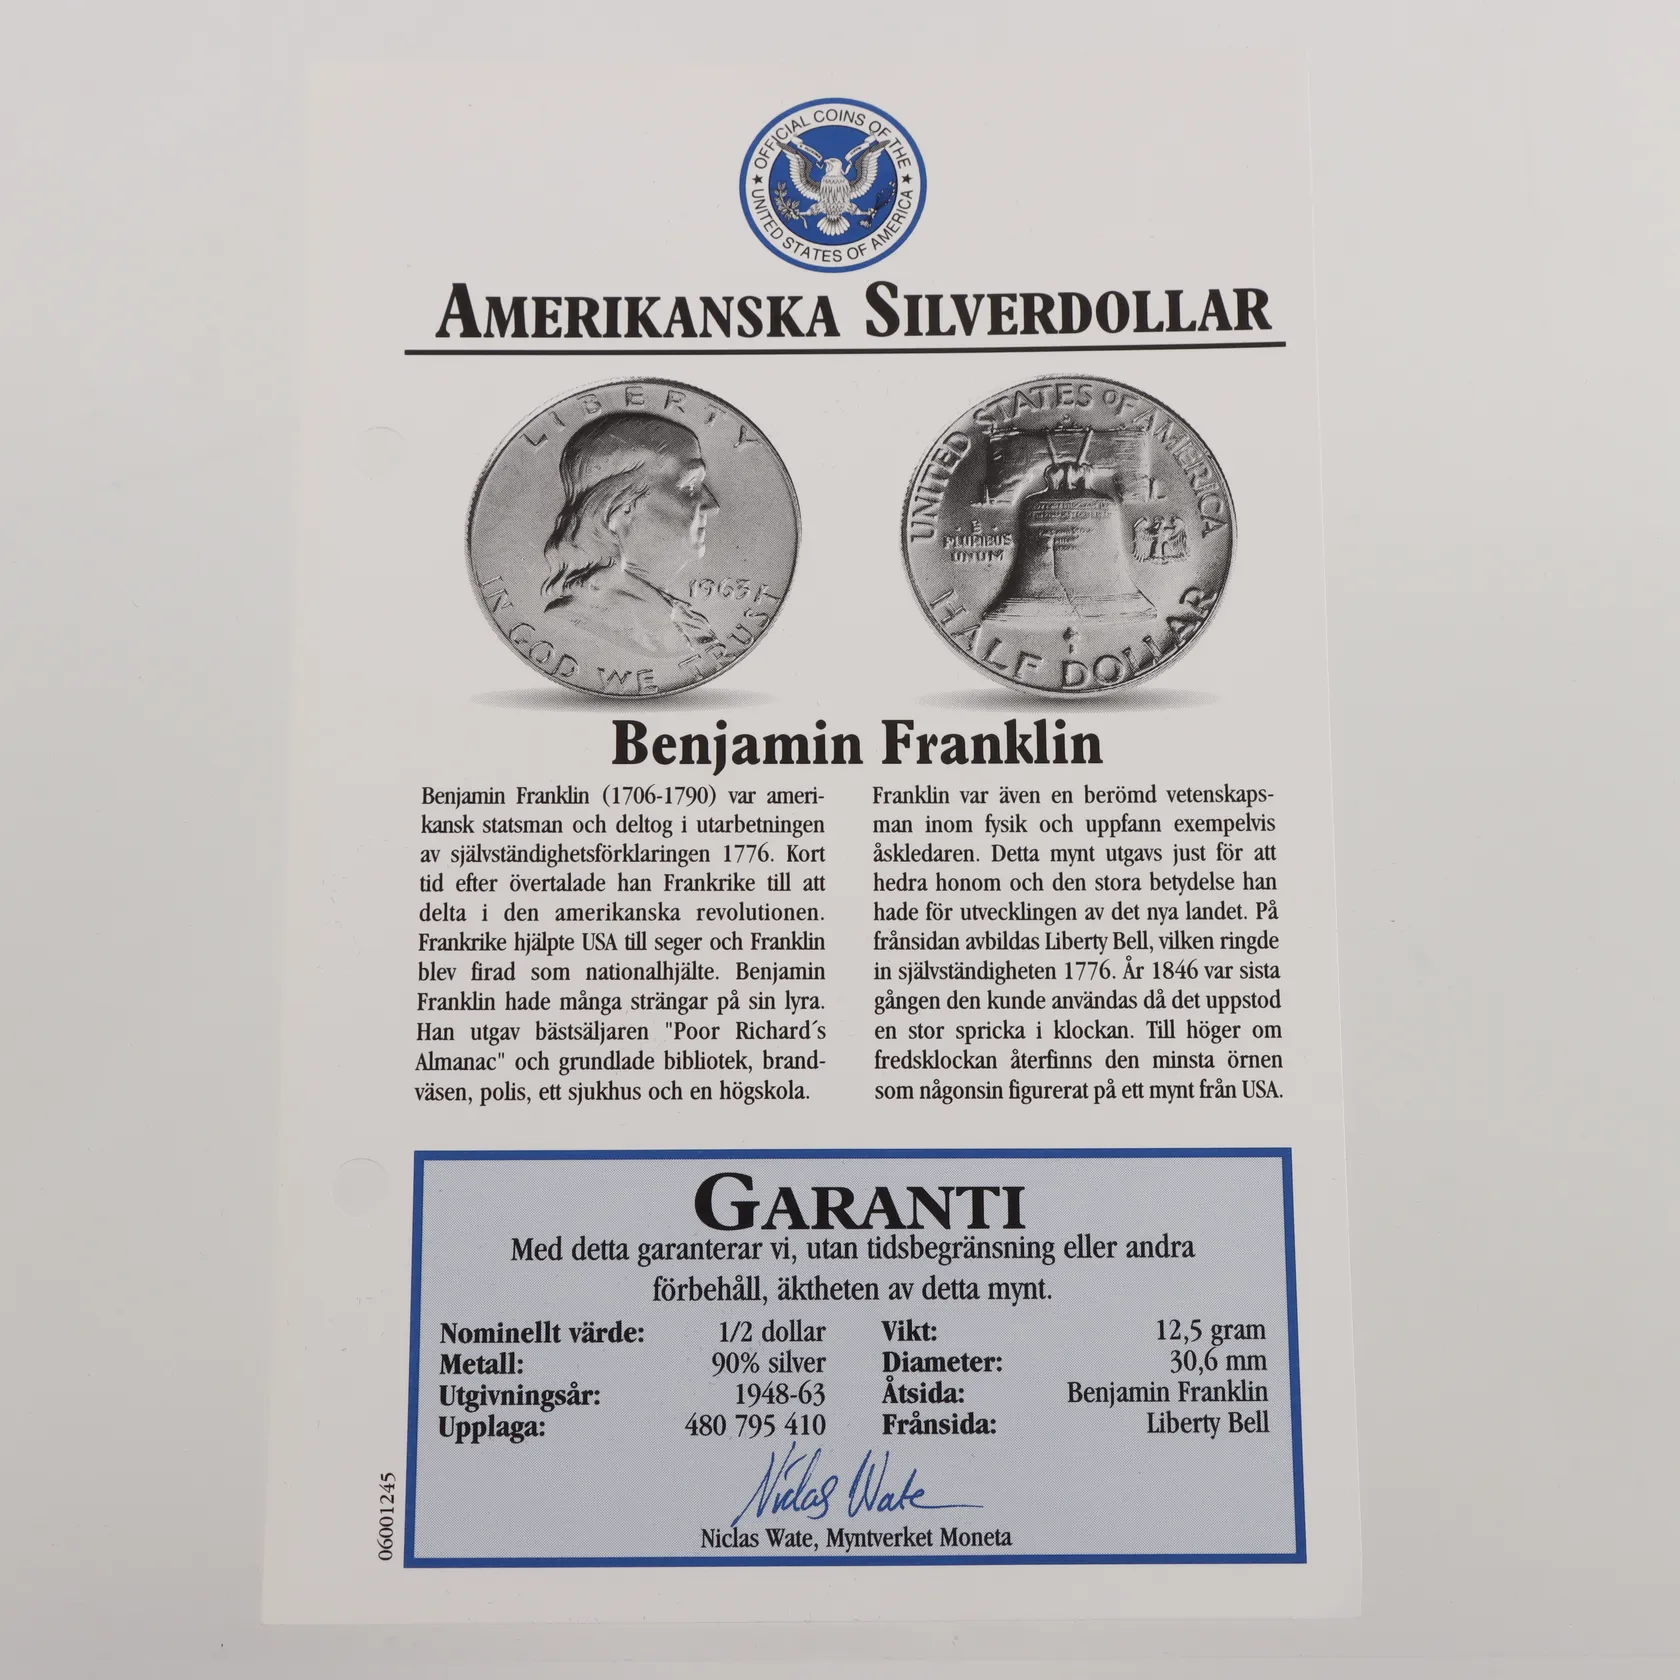 OFFICIAL COINS OF THE
★ UNITED STATES OF AMERICA ★
AMERIKANSKA SILVERDOLLAR
LIBERTY
1963
IN GOD WE TRUST
UNITED STATES OF AMERICA
E
PLURIBUS
UNUM
HALF DOLLAR
Benjamin Franklin
Benjamin Franklin (1706-1790) var ameri-
kansk statsman och deltog i utarbetningen
av självständighetsförklaringen 1776. Kort
tid efter övertalade han Frankrike till att
delta i den amerikanska revolutionen.
Frankrike hjälpte USA till seger och Franklin
blev firad som nationalhjälte. Benjamin
Franklin hade många strängar på sin lyra.
Han utgav bästsäljaren "Poor Richard´s
Almanac" och grundlade bibliotek, brand-
väsen, polis, ett sjukhus och en högskola.
Franklin var även en berömd vetenskaps-
man inom fysik och uppfann exempelvis
åskledaren. Detta mynt utgavs just för att
hedra honom och den stora betydelse han
hade för utvecklingen av det nya landet. På
frånsidan avbildas Liberty Bell, vilken ringde
in självständigheten 1776. År 1846 var sista
gången den kunde användas då det uppstod
en stor spricka i klockan. Till höger om
fredsklockan återfinns den minsta örnen
som någonsin figurerat på ett mynt från USA.
GARANTI
Med detta garanterar vi, utan tidsbegränsning eller andra
förbehåll, äktheten av detta mynt.
Nominellt värde: 1/2 dollar
Metall: 90% silver
Utgivningsår: 1948-63
Upplaga: 480 795 410
Vikt: 12,5 gram
Diameter: 30,6 mm
Åtsida: Benjamin Franklin
Frånsida: Liberty Bell
Niclas Wate
Niclas Wate, Myntverket Moneta
06001245